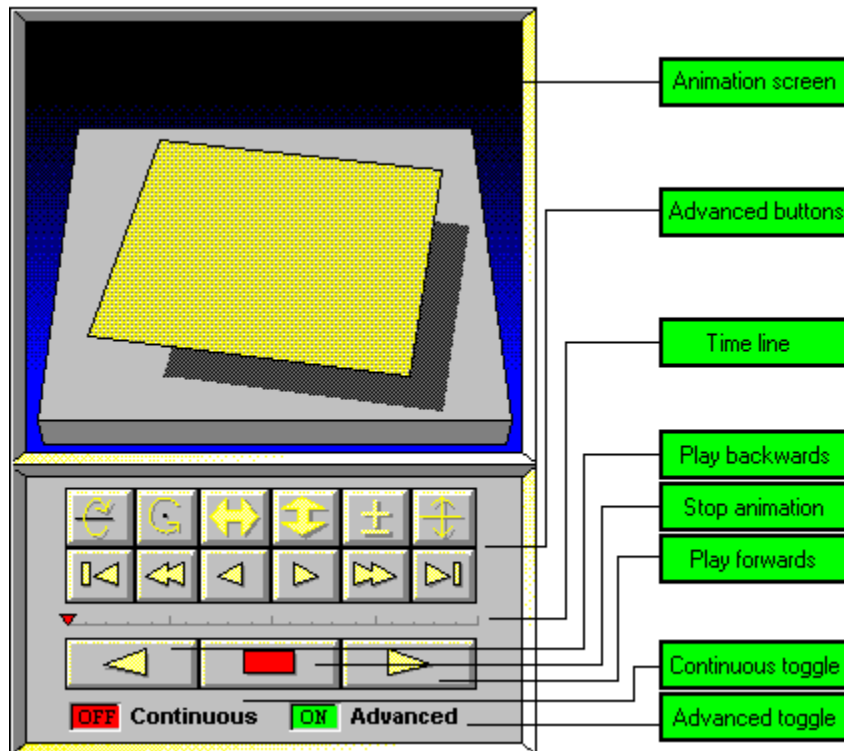 Animation screen
Advanced buttons
Time line
Play backwards
Stop animation
Play forwards
Continuous toggle
Advanced toggle
OFF Continuous ON Advanced